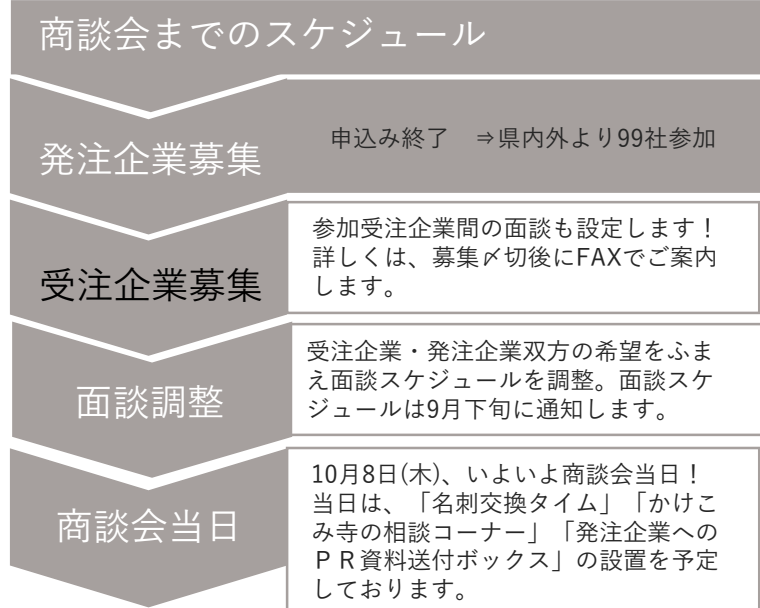 商談会までのスケジュール
発注企業募集
申込み終了　⇒県内外より99社参加
受注企業募集
参加受注企業間の面談も設定します！
詳しくは、募集〆切後にFAXでご案内
します。
面談調整
受注企業・発注企業双方の希望をふま
え面談スケジュールを調整。面談スケ
ジュールは9月下旬に通知します。
商談会当日
10月8日(木)、いよいよ商談会当日！
当日は、「名刺交換タイム」「かけこ
み寺の相談コーナー」「発注企業への
ＰＲ資料送付ボックス」の設置を予定
しております。